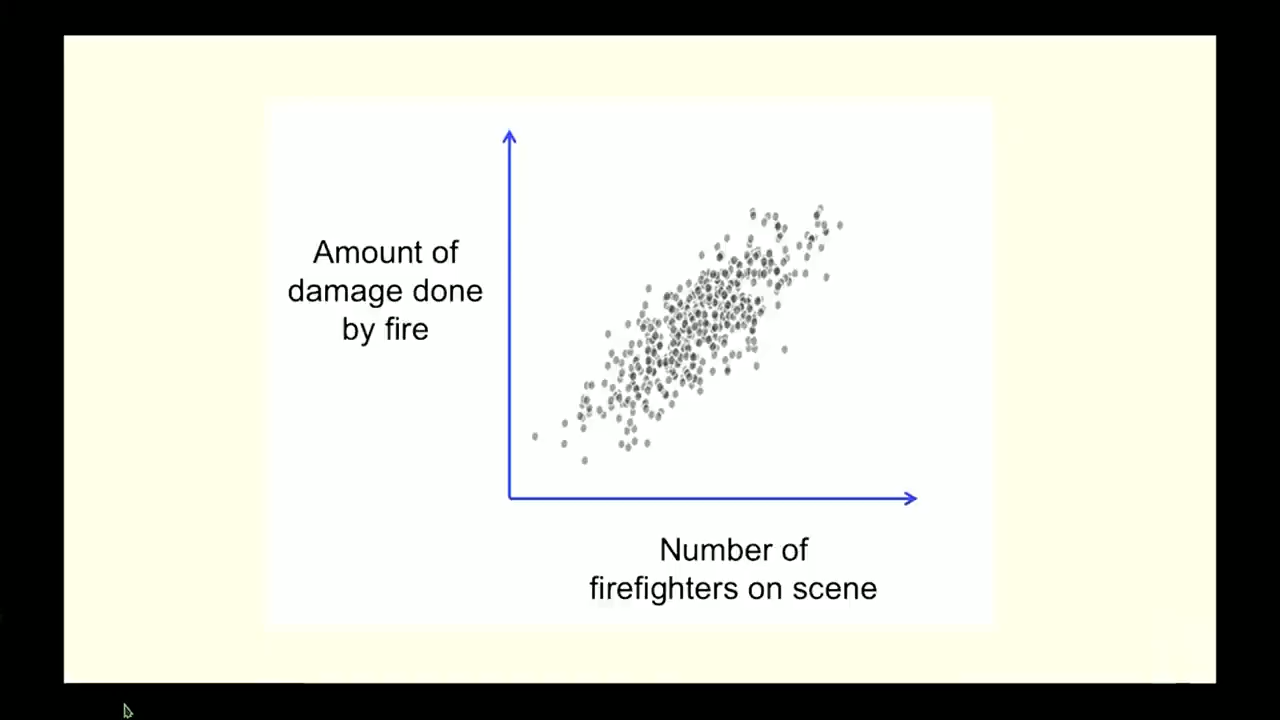 Amount of
damage done
by fire
Number of
firefighters on scene